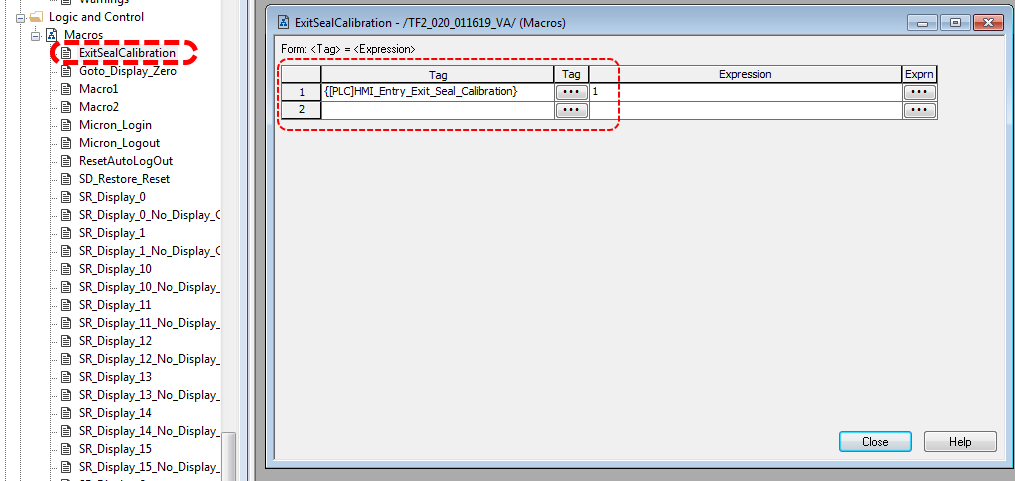 Warnings
Logic and Control
Macros
ExitSealCalibration
Goto_Display_Zero
Macro1
Macro2
Micron_Login
Micron_Logout
ResetAutoLogOut
SD_Restore_Reset
SR_Display_0
SR_Display_0_No_Display_C
SR_Display_1
SR_Display_1_No_Display_C
SR_Display_10
SR_Display_10_No_Display_
SR_Display_11
SR_Display_11_No_Display_
SR_Display_12
SR_Display_12_No_Display_
SR_Display_13
SR_Display_13_No_Display_
SR_Display_14
SR_Display_14_No_Display_
SR_Display_15
SR_Display_15_No_Display_
ExitSealCalibration - /TF2_020_011619_VA/ (Macros)
Form: <Tag> = <Expression>
Tag Tag Expression Exprn
1 {[PLC]HMI_Entry_Exit_Seal_Calibration} ... 1 ...
2 ... ...
Close Help